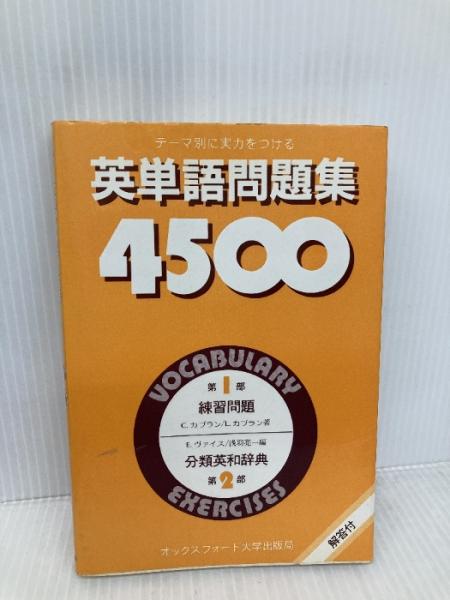 テーマ別に実力をつける
英単語問題集
4500
VOCABULARY
第1部
練習問題
C.カプラン/L.カプラン著
E.ヴァイス/浅羽亮一編
分類英和辞典
第2部
EXERCISES
解答付
オックスフォード大学出版局